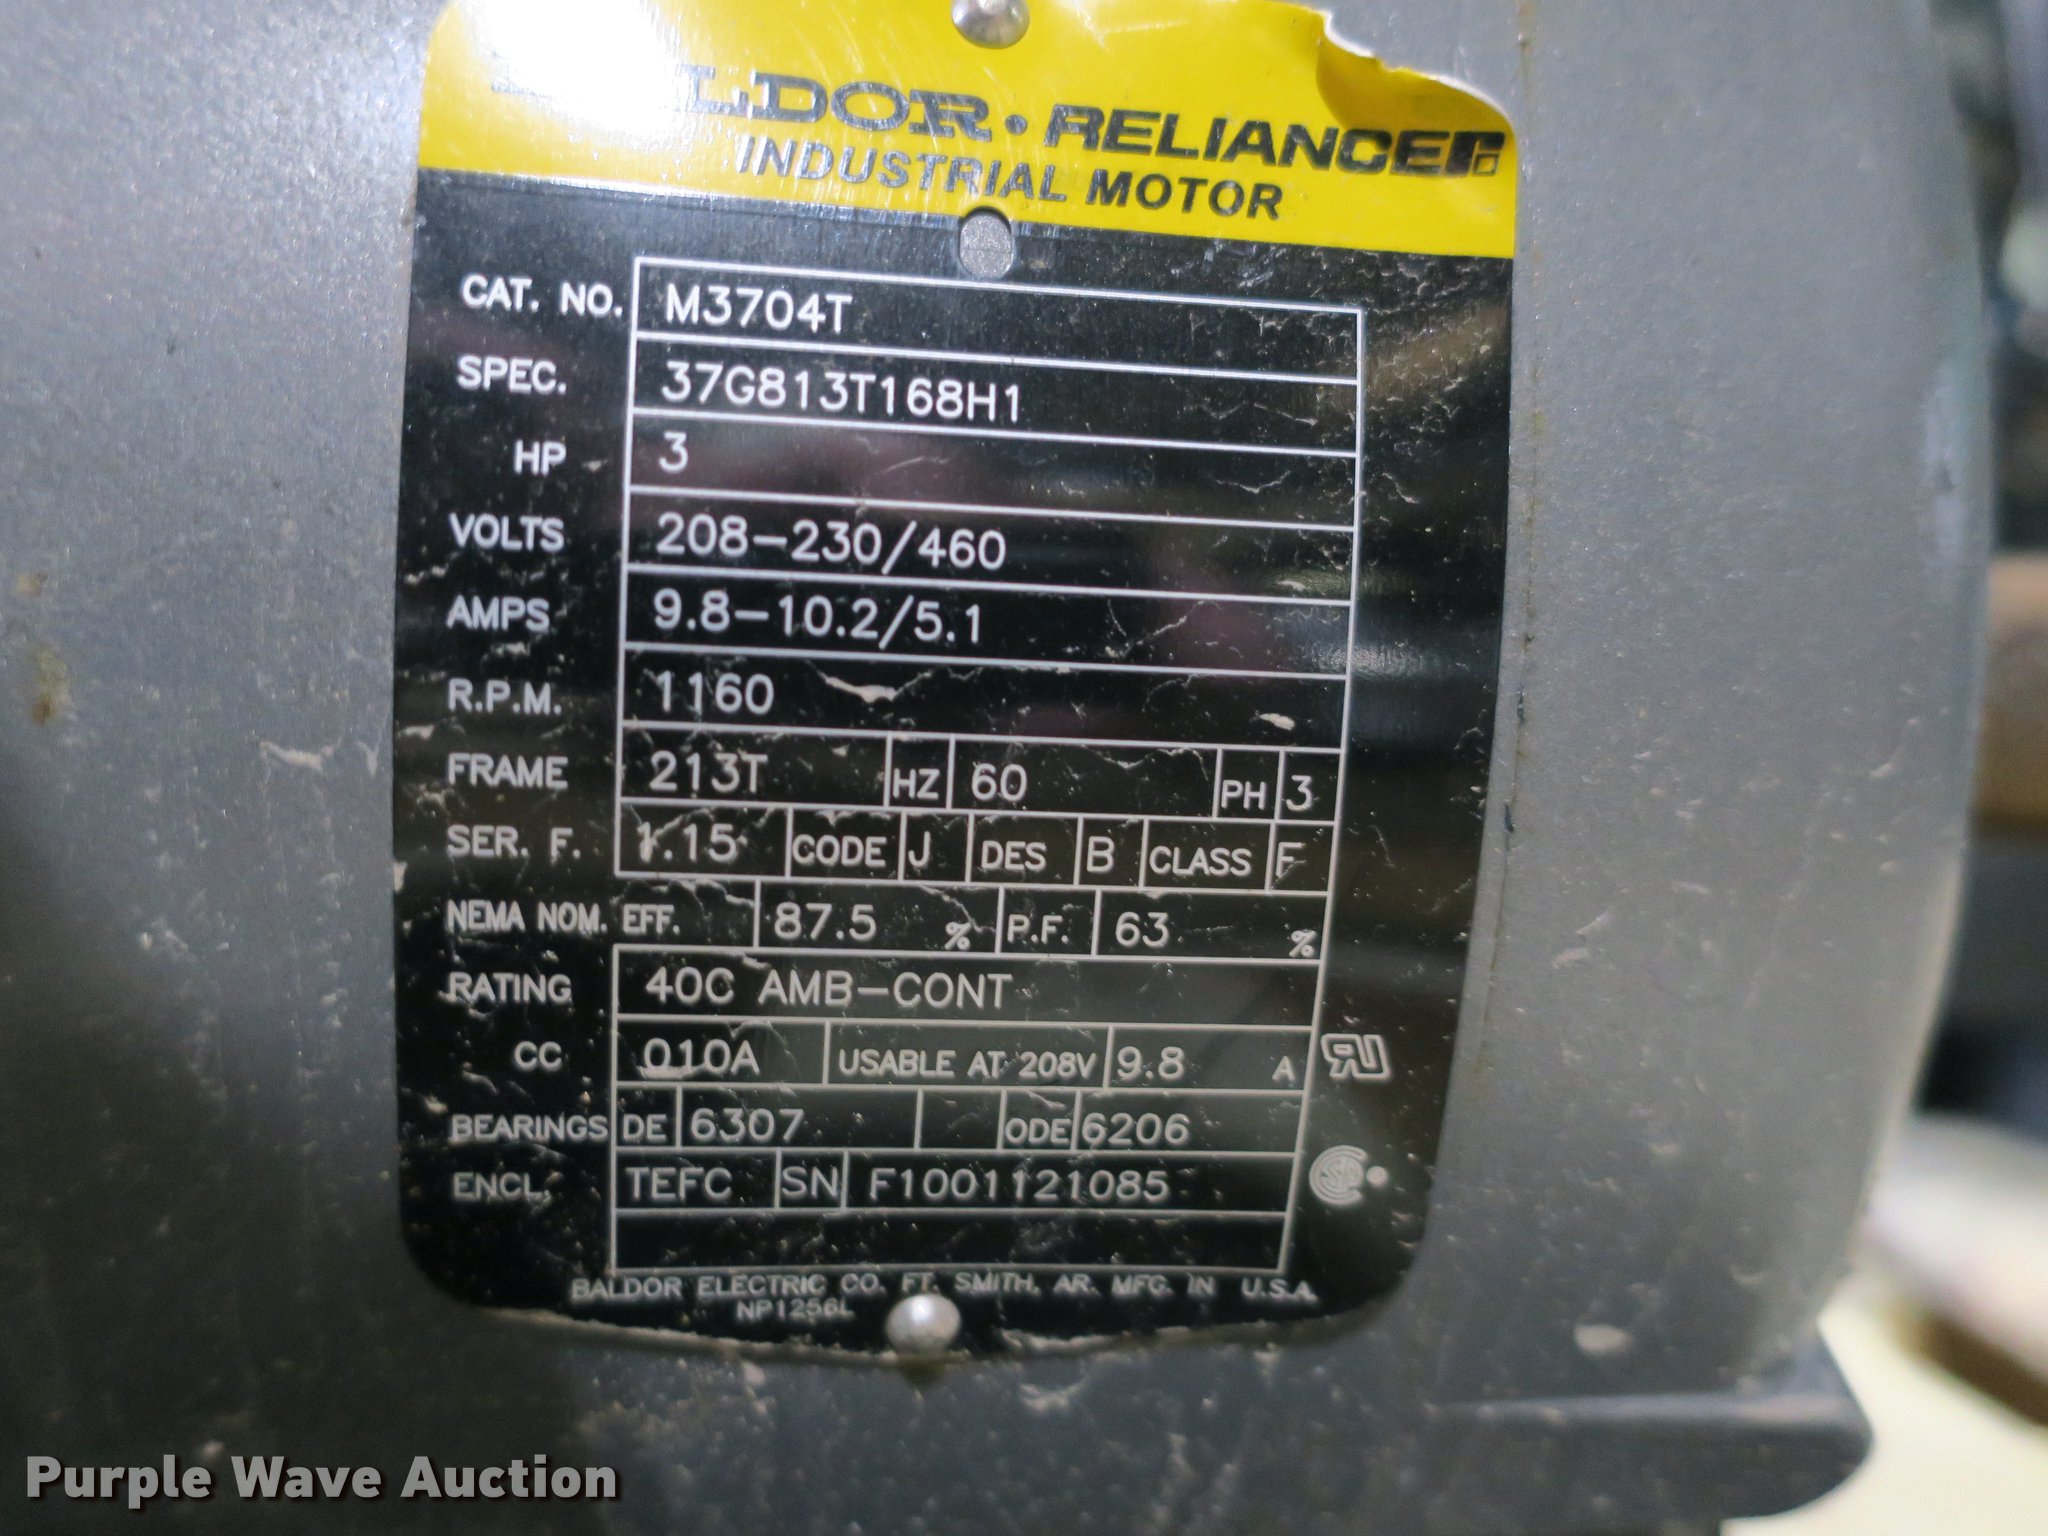 BALDOR · RELIANCE
INDUSTRIAL MOTOR
CAT. NO. M3704T
SPEC. 37G813T168H1
HP 3
VOLTS 208-230/460
AMPS 9.8-10.2/5.1
R.P.M. 1160
FRAME 213T HZ 60 PH 3
SER. F. 1.15 CODE J DES B CLASS F
NEMA NOM. EFF. 87.5 % P.F. 63 %
RATING 40C AMB-CONT
CC 010A USABLE AT 208V 9.8 A
BEARINGS DE 6307 ODE 6206
ENCL. TEFC SN F1001121085
BALDOR ELECTRIC CO. FT. SMITH, AR. MFG. IN U.S.A.
NP1256L
Purple Wave Auction